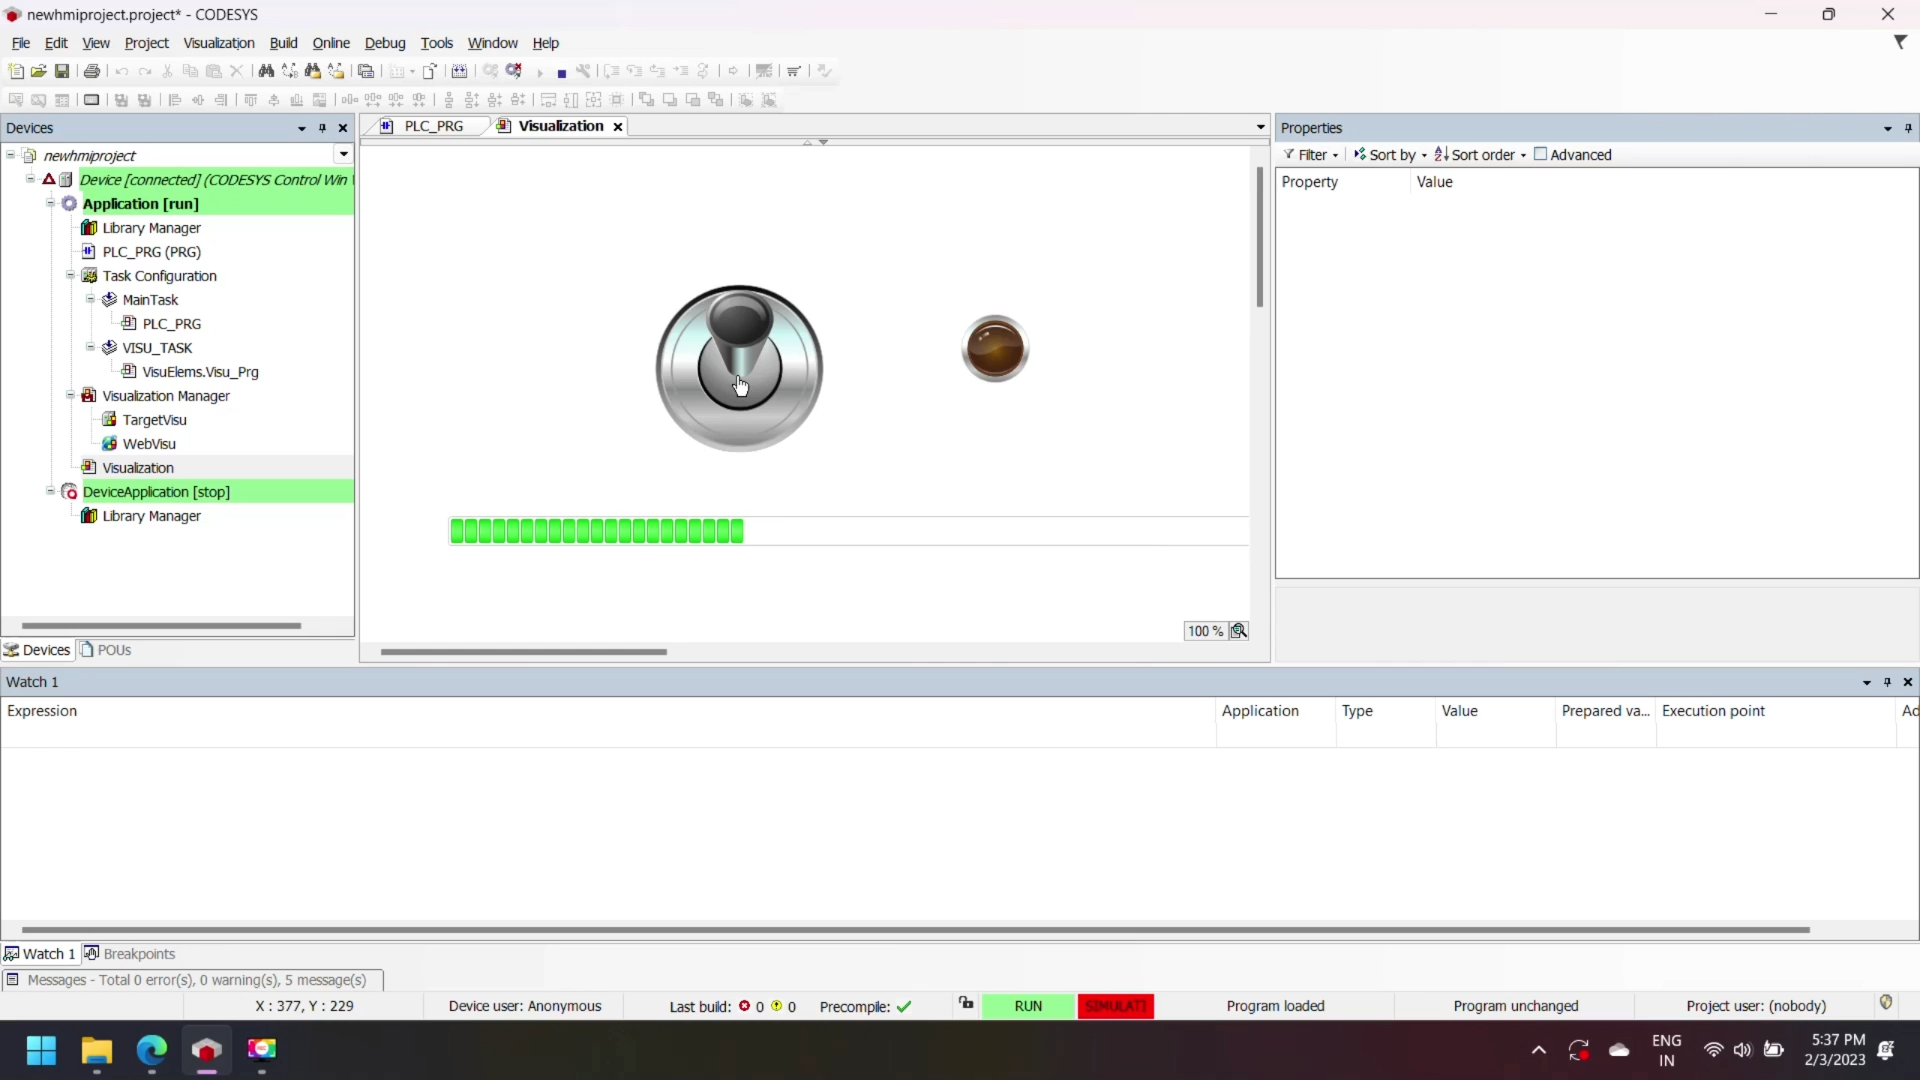 newhmiproject.project* - CODESYS
File Edit View Project Visualization Build Online Debug Tools Window Help
Devices
newhmiproject
Device [connected] (CODESYS Control Win V
Application [run]
Library Manager
PLC_PRG (PRG)
Task Configuration
MainTask
PLC_PRG
VISU_TASK
VisuElems.Visu_Prg
Visualization Manager
TargetVisu
WebVisu
Visualization
DeviceApplication [stop]
Library Manager
Devices POUs
PLC_PRG Visualization
100 %
Properties
Filter Sort by Sort order Advanced
Property Value
Watch 1
Expression Application Type Value Prepared va... Execution point Ad
Watch 1 Breakpoints
Messages - Total 0 error(s), 0 warning(s), 5 message(s)
X : 377, Y : 229 Device user: Anonymous Last build: 0 0 Precompile: RUN SIMULATI Program loaded Program unchanged Project user: (nobody)
ENG 5:37 PM
IN 2/3/2023